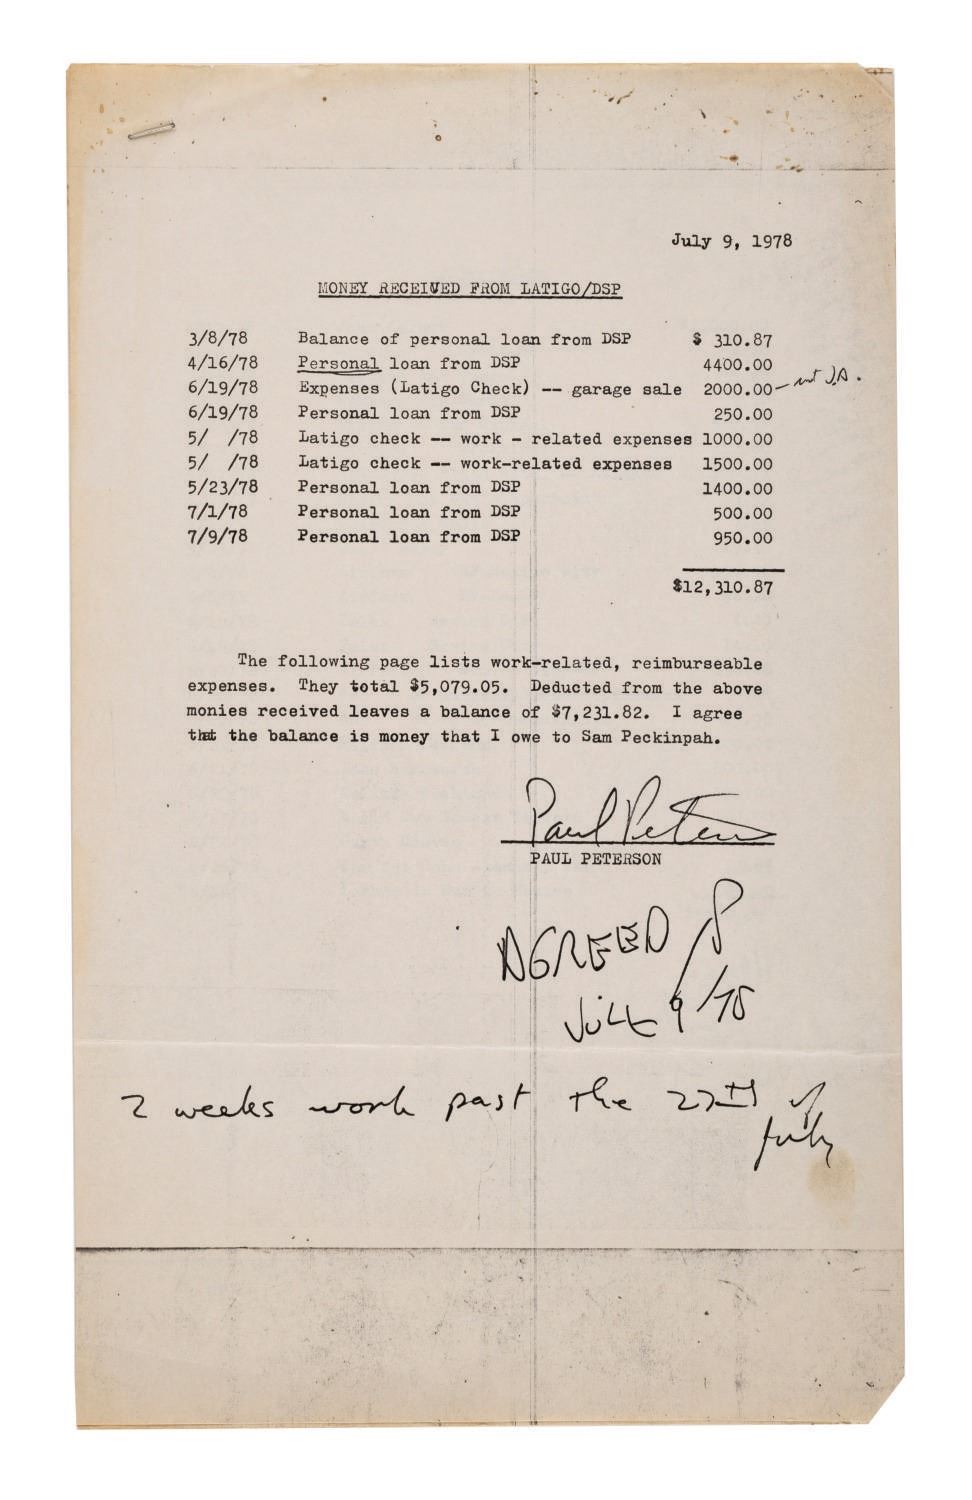 July 9, 1978
MONEY RECEIVED FROM LATIGO/DSP
3/8/78 Balance of personal loan from DSP $ 310.87
4/16/78 Personal loan from DSP 4400.00
6/19/78 Expenses (Latigo Check) -- garage sale 2000.00 — J.A.
6/19/78 Personal loan from DSP 250.00
5/ /78 Latigo check -- work - related expenses 1000.00
5/ /78 Latigo check -- work-related expenses 1500.00
5/23/78 Personal loan from DSP 1400.00
7/1/78 Personal loan from DSP 500.00
7/9/78 Personal loan from DSP 950.00
$12,310.87
The following page lists work-related, reimburseable
expenses. They total $5,079.05. Deducted from the above
monies received leaves a balance of $7,231.82. I agree
that the balance is money that I owe to Sam Peckinpah.
Paul Peterson
PAUL PETERSON
AGREED
July 9/78
2 weeks work past the 22TH of
July